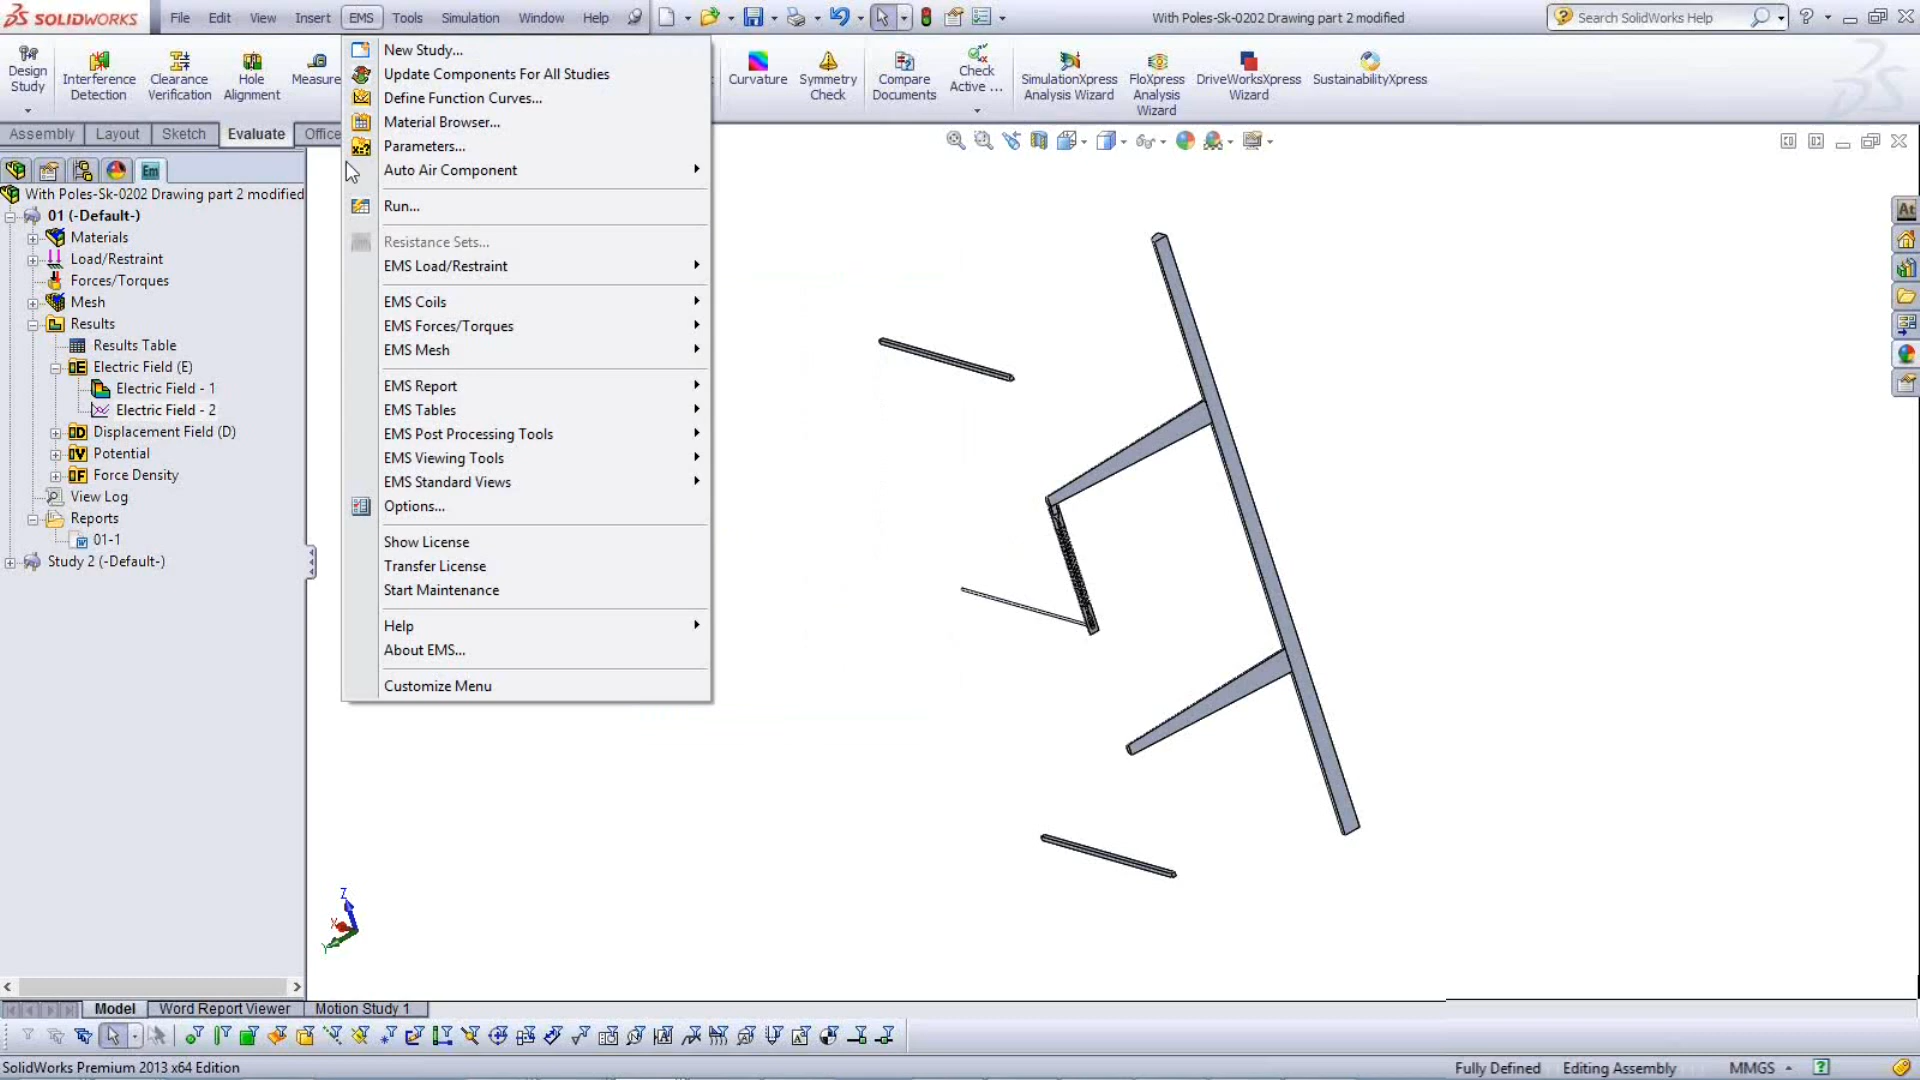 SOLIDWORKS
File Edit View Insert EMS Tools Simulation Window Help
With Poles-Sk-0202 Drawing part 2 modified
Search SolidWorks Help
Design Study
Interference Detection
Clearance Verification
Hole Alignment
Measure
Curvature
Symmetry Check
Compare Documents
Check Active ...
SimulationXpress Analysis Wizard
FloXpress Analysis Wizard
DriveWorksXpress Wizard
SustainabilityXpress
Assembly Layout Sketch Evaluate Office
With Poles-Sk-0202 Drawing part 2 modified
01 (-Default-)
Materials
Load/Restraint
Forces/Torques
Mesh
Results
Results Table
Electric Field (E)
Electric Field - 1
Electric Field - 2
Displacement Field (D)
Potential
Force Density
View Log
Reports
01-1
Study 2 (-Default-)
New Study...
Update Components For All Studies
Define Function Curves...
Material Browser...
Parameters...
Auto Air Component
Run...
Resistance Sets...
EMS Load/Restraint
EMS Coils
EMS Forces/Torques
EMS Mesh
EMS Report
EMS Tables
EMS Post Processing Tools
EMS Viewing Tools
EMS Standard Views
Options...
Show License
Transfer License
Start Maintenance
Help
About EMS...
Customize Menu
Z
X
Y
Model Word Report Viewer Motion Study 1
SolidWorks Premium 2013 x64 Edition
Fully Defined Editing Assembly MMGS